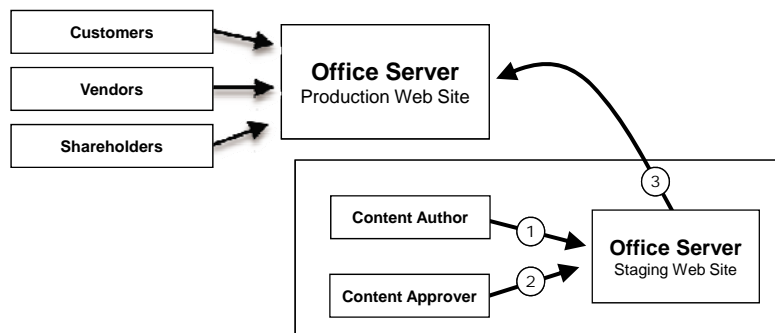 Customers
Vendors
Shareholders
Office Server
Production Web Site
3
Content Author
1
Office Server
Staging Web Site
Content Approver
2